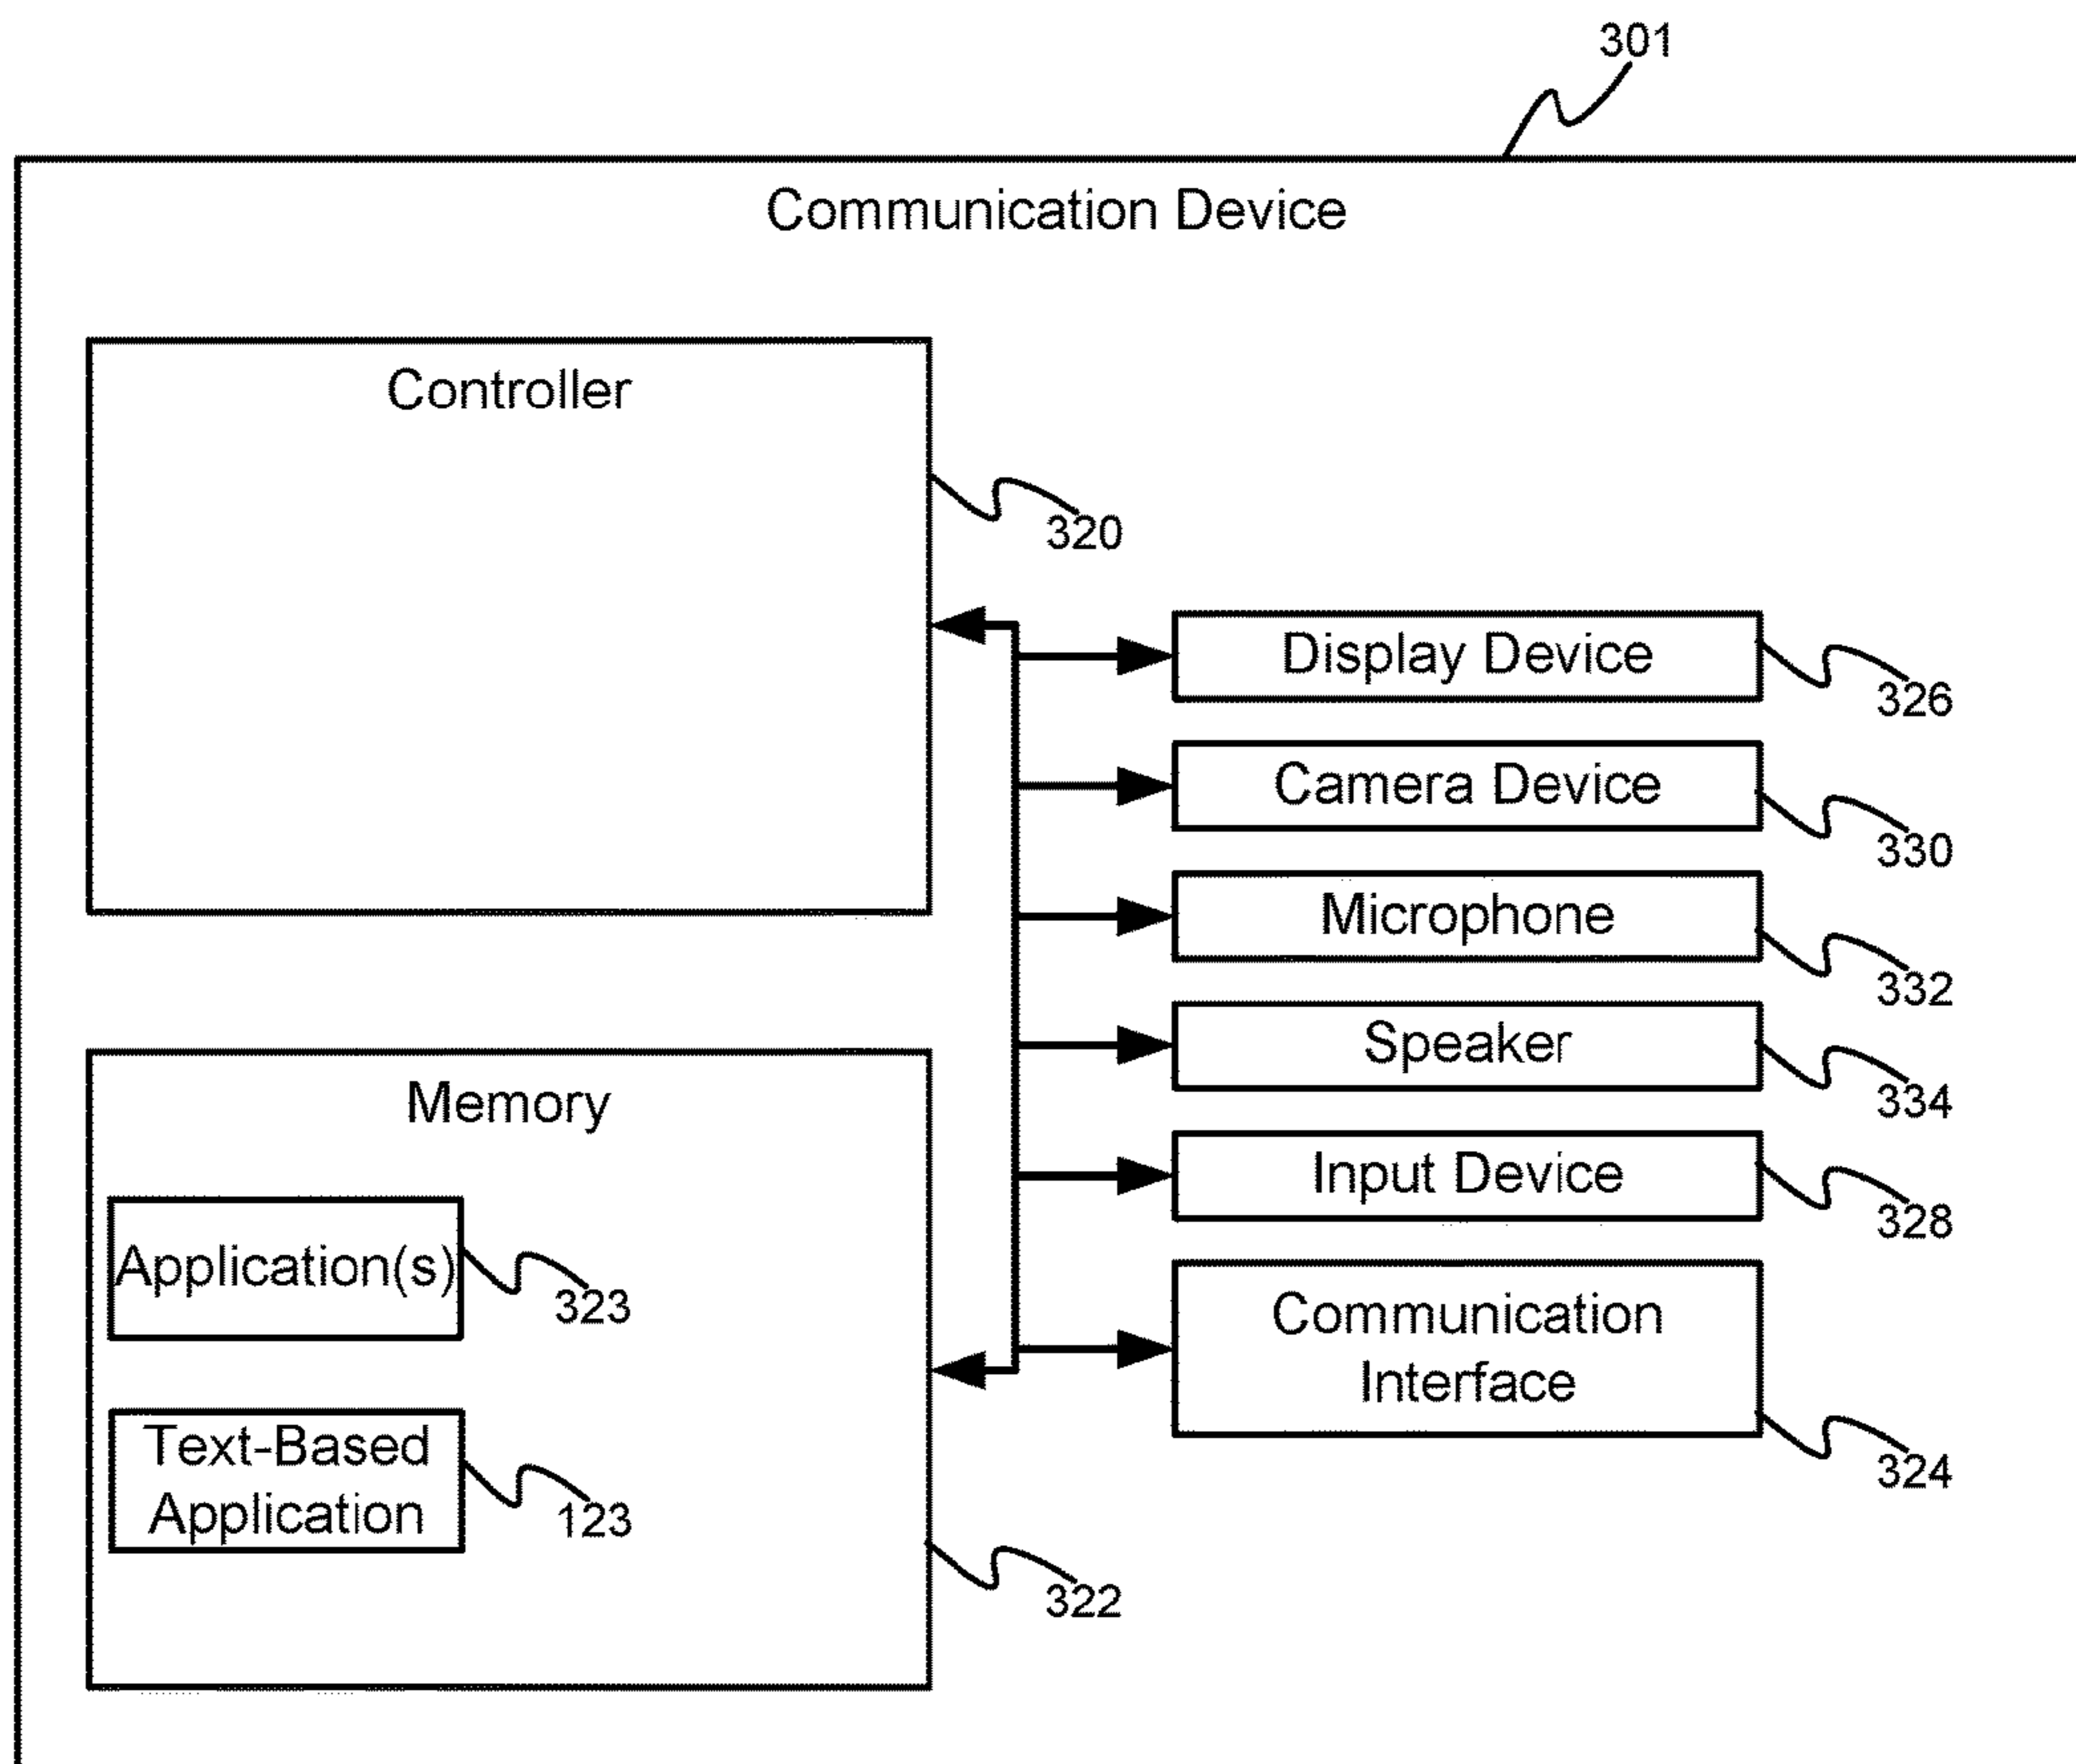 301
Communication Device
Controller
320
Display Device
326
Camera Device
330
Microphone
332
Speaker
334
Memory
Input Device
328
Application(s)
323
Communication
Interface
324
Text-Based
Application
123
322